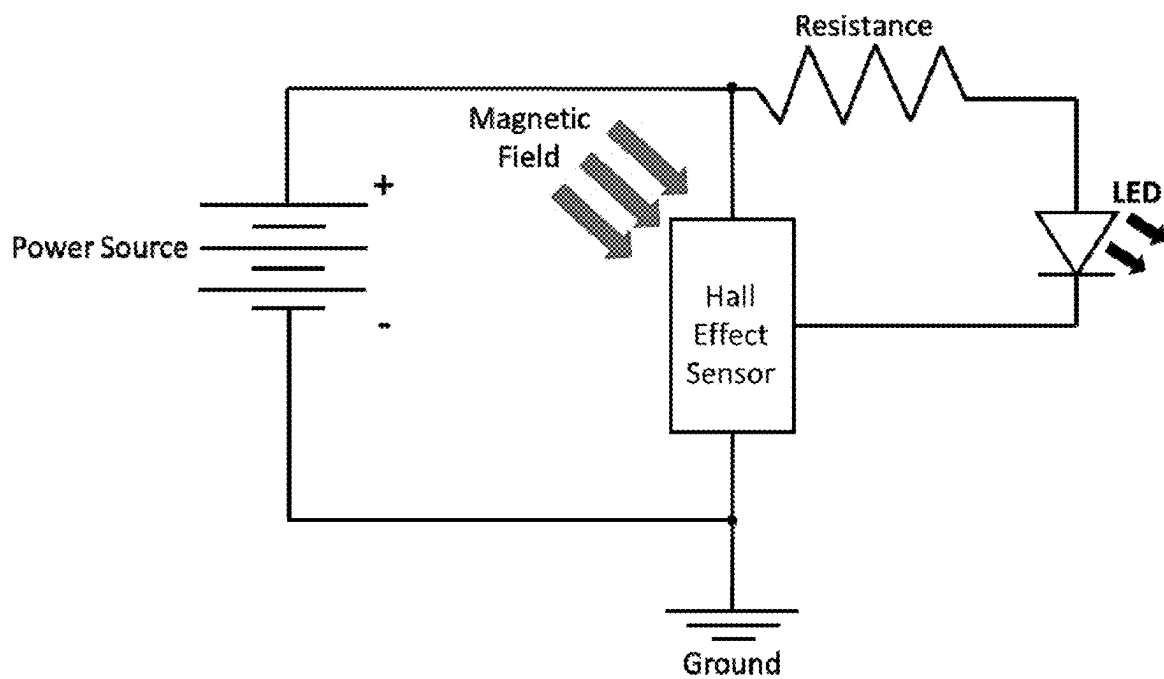 Resistance
Magnetic
Field
+
LED
Power Source
Hall
Effect
Sensor
-
Ground